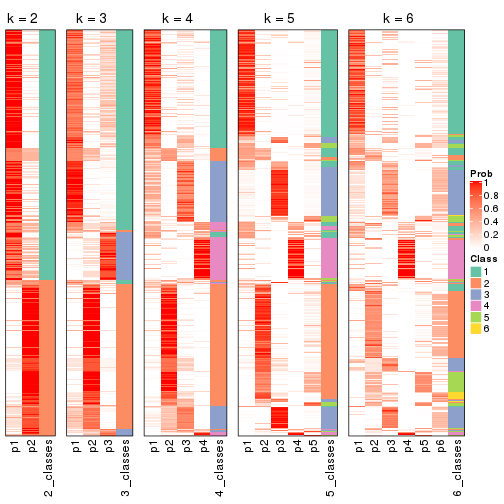 k = 2
k = 3
k = 4
k = 5
k = 6
p1
p2
2_classes
p1
p2
p3
3_classes
p1
p2
p3
p4
4_classes
p1
p2
p3
p4
p5
5_classes
p1
p2
p3
p4
p5
p6
6_classes
Prob
1
0.8
0.6
0.4
0.2
0
Class
1
2
3
4
5
6